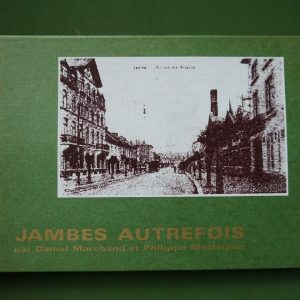 JAMBES AUTREFOIS
par Daniel Marchand et Philippe Mottequin